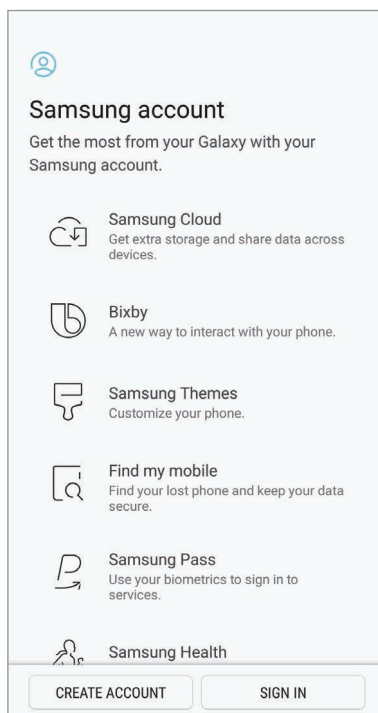 Samsung account
Get the most from your Galaxy with your
Samsung account.
Samsung Cloud
Get extra storage and share data across
devices.
Bixby
A new way to interact with your phone.
Samsung Themes
Customize your phone.
Find my mobile
Find your lost phone and keep your data
secure.
Samsung Pass
Use your biometrics to sign in to
services.
Samsung Health
CREATE ACCOUNT
SIGN IN